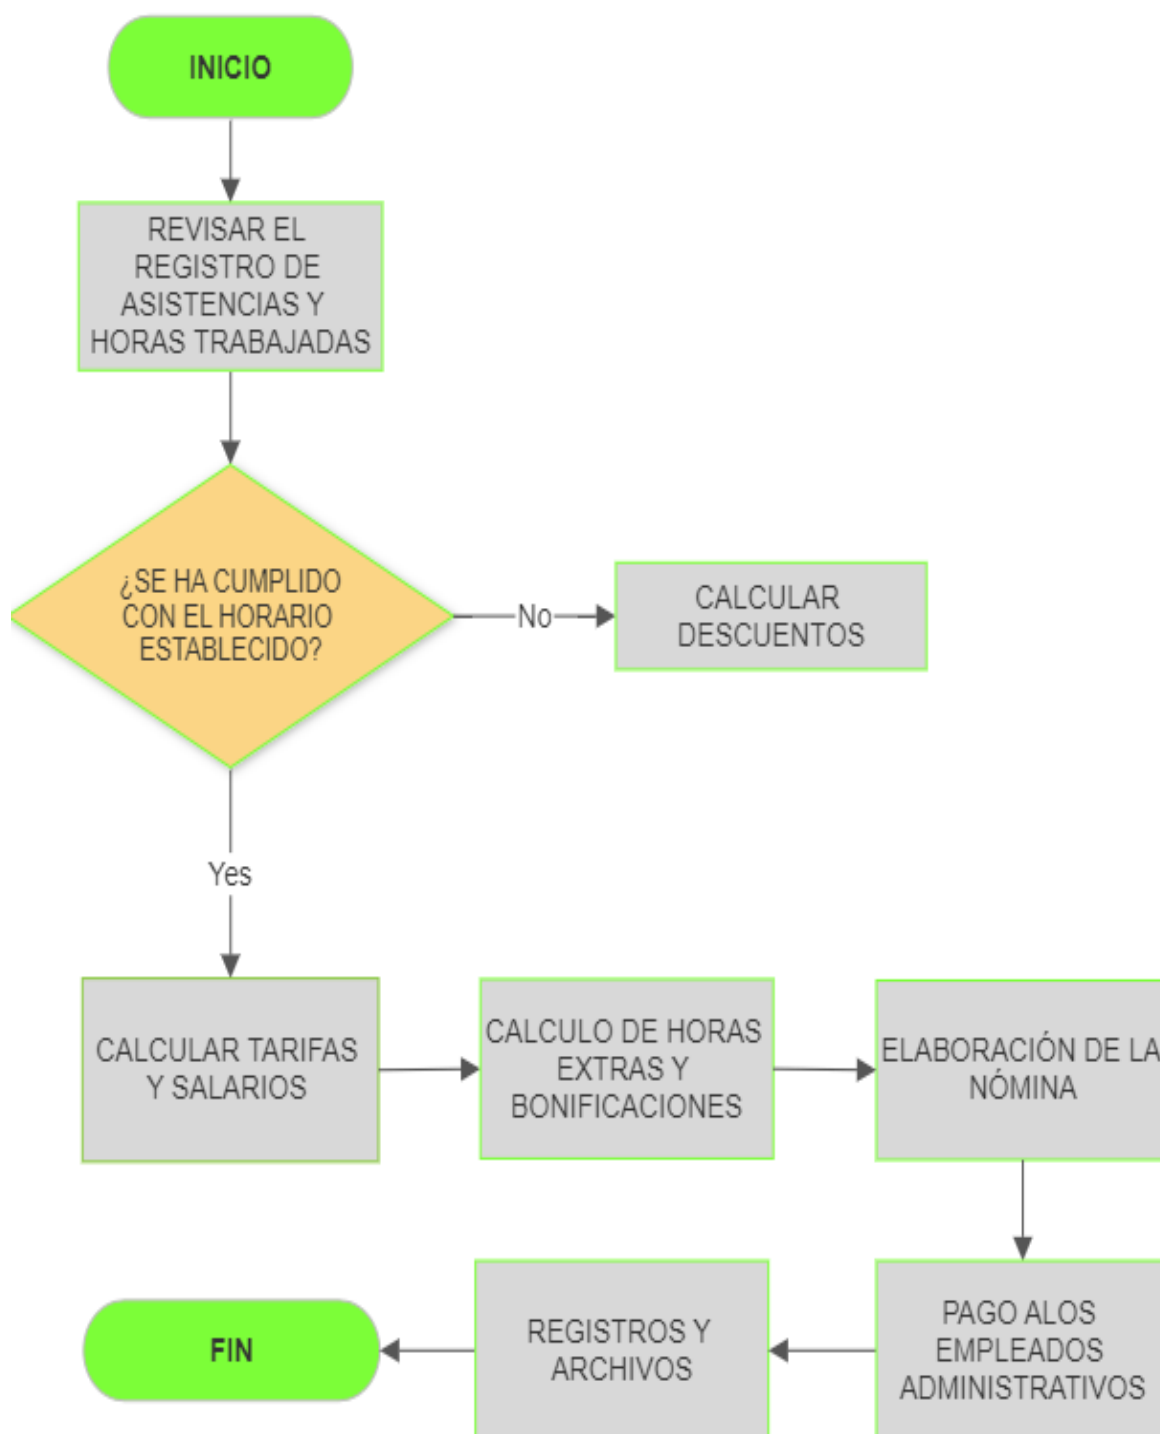 INICIO
REVISAR EL
REGISTRO DE
ASISTENCIAS Y
HORAS TRABAJADAS
¿SE HA CUMPLIDO
CON EL HORARIO
ESTABLECIDO?
No
CALCULAR
DESCUENTOS
Yes
CALCULAR TARIFAS
Y SALARIOS
CALCULO DE HORAS
EXTRAS Y
BONIFICACIONES
ELABORACIÓN DE LA
NÓMINA
PAGO ALOS
EMPLEADOS
ADMINISTRATIVOS
REGISTROS Y
ARCHIVOS
FIN